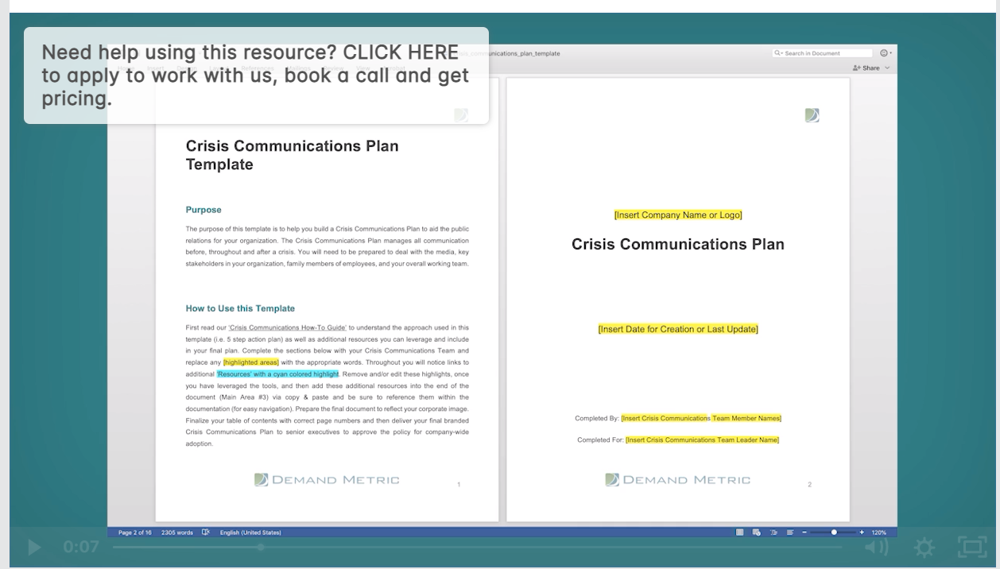 Need help using this resource? CLICK HERE
to apply to work with us, book a call and get
pricing.
communications_plan_template
Search in Document
Share
Crisis Communications Plan
Template
Purpose
The purpose of this template is to help you build a Crisis Communications Plan to aid the public
relations for your organization. The Crisis Communications Plan manages all communication
before, throughout and after a crisis. You will need to be prepared to deal with the media, key
stakeholders in your organization, family members of employees, and your overall working team.
How to Use this Template
First read our 'Crisis Communications How-To Guide' to understand the approach used in this
template (i.e. 5 step action plan) as well as additional resources you can leverage and include
in your final plan. Complete the sections below with your Crisis Communications Team and
replace any [highlighted areas] with the appropriate words. Throughout you will notice links to
additional 'Resources' with a cyan colored highlight. Remove and/or edit these highlights, once
you have leveraged the tools, and then add these additional resources into the end of the
document (Main Area #3) via copy & paste and be sure to reference them within the
documentation (for easy navigation). Prepare the final document to reflect your corporate image.
Finalize your table of contents with correct page numbers and then deliver your final branded
Crisis Communications Plan to senior executives to approve the policy for company-wide
adoption.
DEMAND METRIC
1
[Insert Company Name or Logo]
Crisis Communications Plan
[Insert Date for Creation or Last Update]
Completed By: [Insert Crisis Communications Team Member Names]
Completed For: [Insert Crisis Communications Team Leader Name]
DEMAND METRIC
2
Page 2 of 16 2305 words English (United States)
120%
0:07